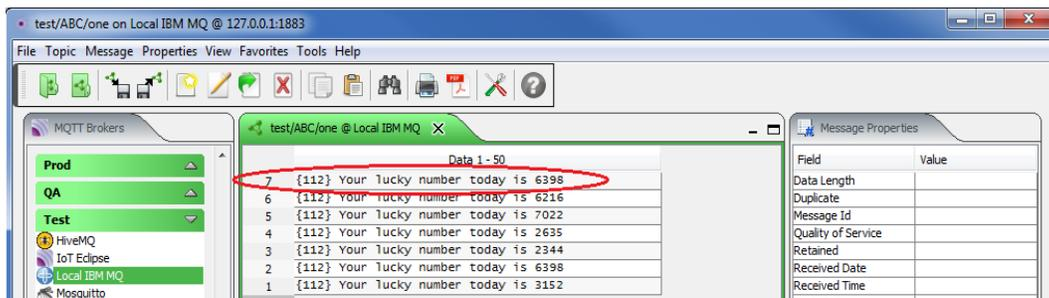 test/ABC/one on Local IBM MQ @ 127.0.0.1:1883
File Topic Message Properties View Favorites Tools Help
PDF
MQTT Brokers
Prod
QA
Test
HiveMQ
IoT Eclipse
Local IBM MQ
Mosquitto
test/ABC/one @ Local IBM MQ X
Data 1 - 50
7 {112} Your lucky number today is 6398
6 {112} Your lucky number today is 6216
5 {112} Your lucky number today is 7022
4 {112} Your lucky number today is 2635
3 {112} Your lucky number today is 2344
2 {112} Your lucky number today is 6398
1 {112} Your lucky number today is 3152
Message Properties
Field Value
Data Length
Duplicate
Message Id
Quality of Service
Retained
Received Date
Received Time